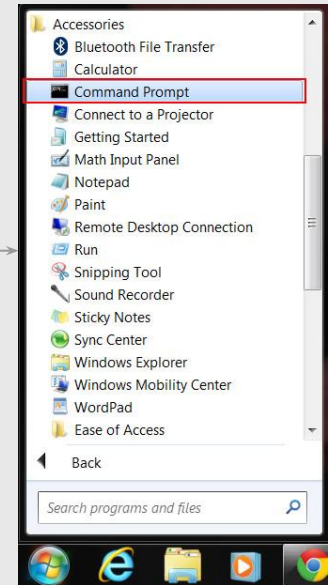 Accessories
Bluetooth File Transfer
Calculator
Command Prompt
Connect to a Projector
Getting Started
Math Input Panel
Notepad
Paint
Remote Desktop Connection
Run
Snipping Tool
Sound Recorder
Sticky Notes
Sync Center
Windows Explorer
Windows Mobility Center
WordPad
Ease of Access
Back
Search programs and files